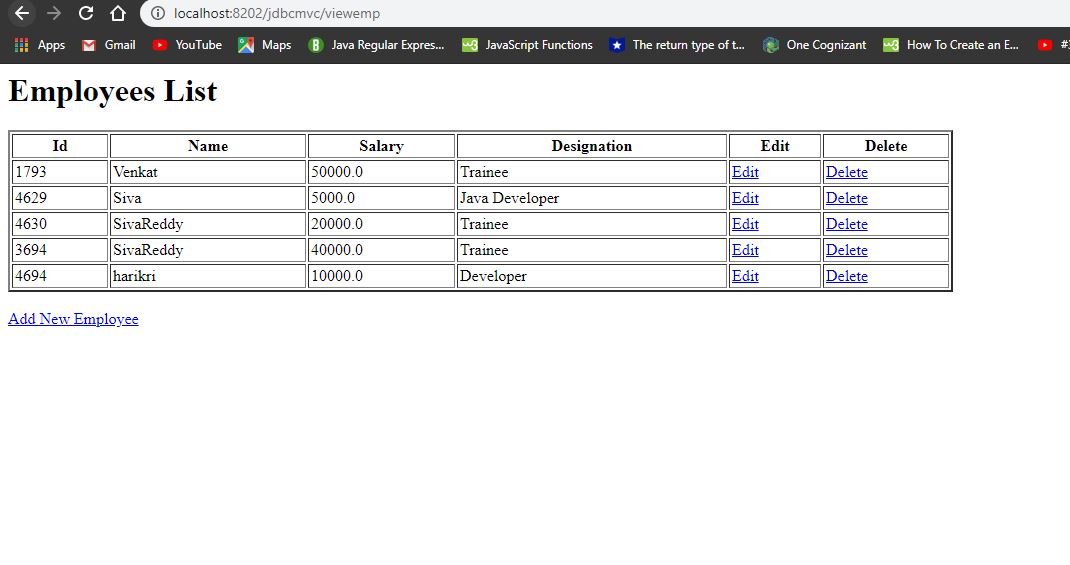 localhost:8202/jdbcmvc/viewemp
Apps Gmail YouTube Maps Java Regular Expres... JavaScript Functions The return type of t... One Cognizant How To Create an E... #3
Employees List
Id Name Salary Designation Edit Delete
1793 Venkat 50000.0 Trainee Edit Delete
4629 Siva 5000.0 Java Developer Edit Delete
4630 SivaReddy 20000.0 Trainee Edit Delete
3694 SivaReddy 40000.0 Trainee Edit Delete
4694 harikri 10000.0 Developer Edit Delete
Add New Employee